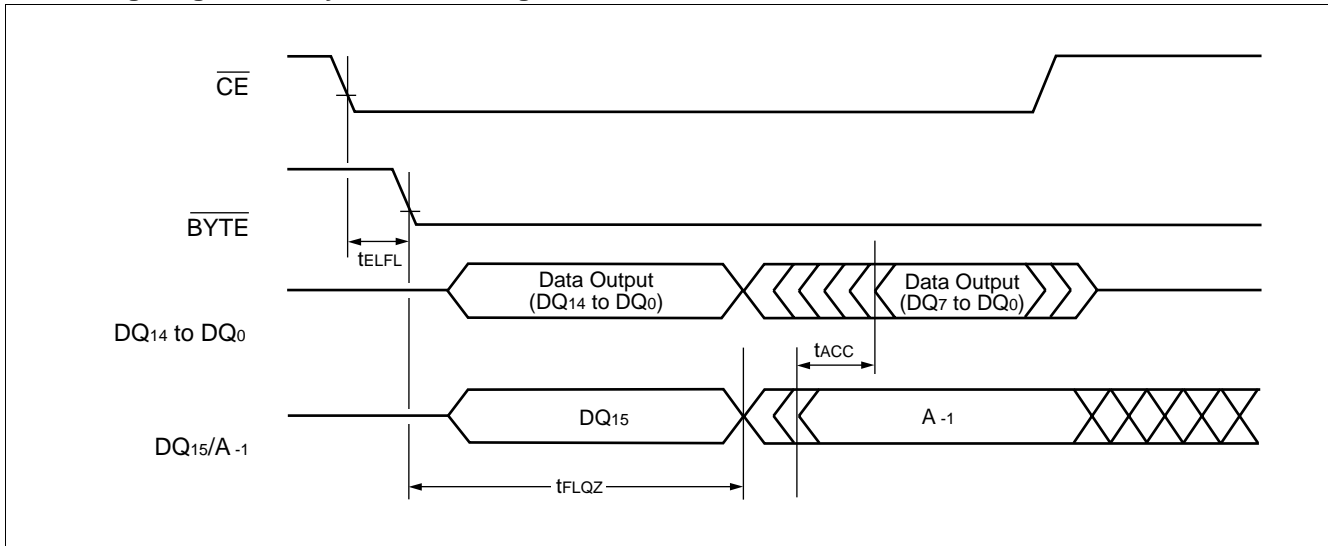 CE
BYTE
tELFL
Data Output
(DQ14 to DQ0)
Data Output
(DQ7 to DQ0)
DQ14 to DQ0
tACC
DQ15
A -1
DQ15/A -1
tFLQZ